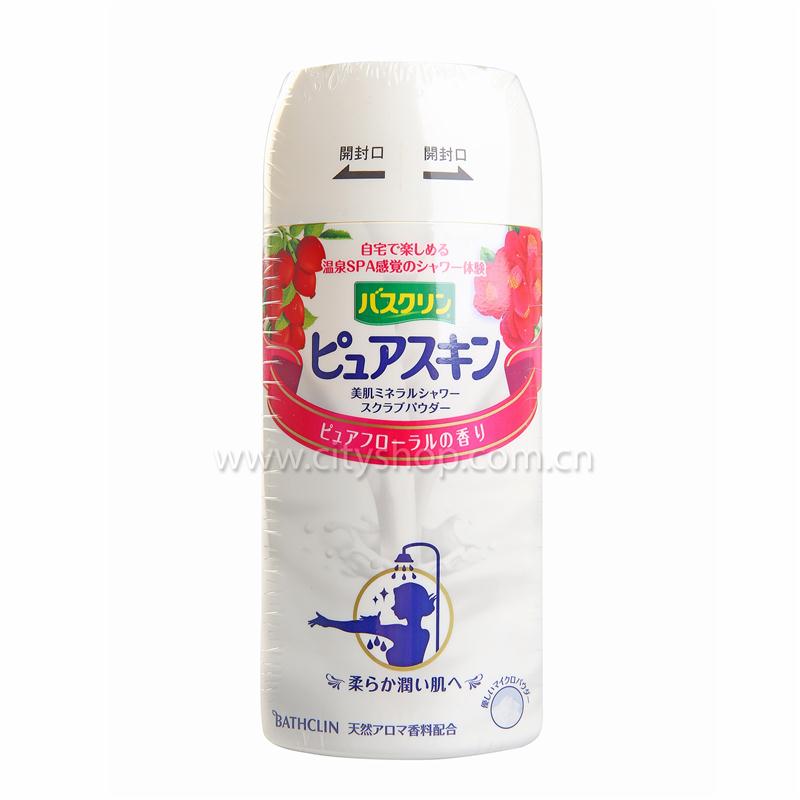 開封口 開封口
自宅で楽しめる
温泉SPA感覚のシャワー体験
バスクリン
ピュアスキン
美肌ミネラルシャワー
スクラブパウダー
ピュアフローラルの香り
www.cityshop.com.cn
柔らか潤い肌へ
優しいマイクロパウダー
BATHCLIN 天然アロマ香料配合